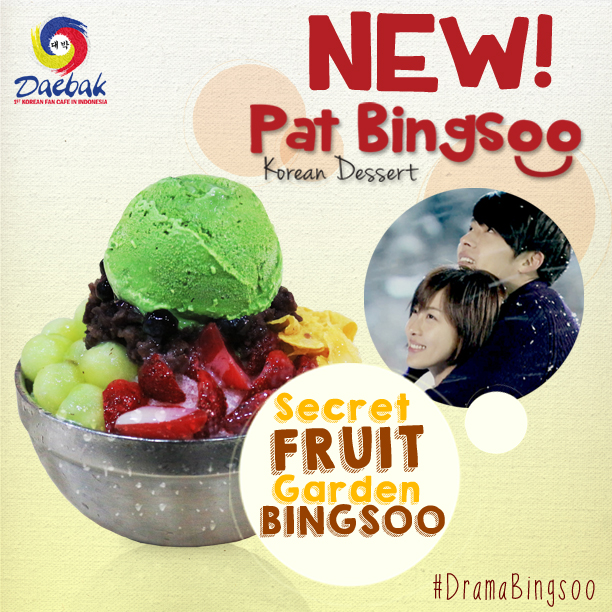 대박
Daebak
1ST KOREAN FAN CAFE IN INDONESIA
NEW!
Pat Bingsoo
Korean Dessert
Secret
FRUIT
Garden
BINGSOO
#DramaBingsoo